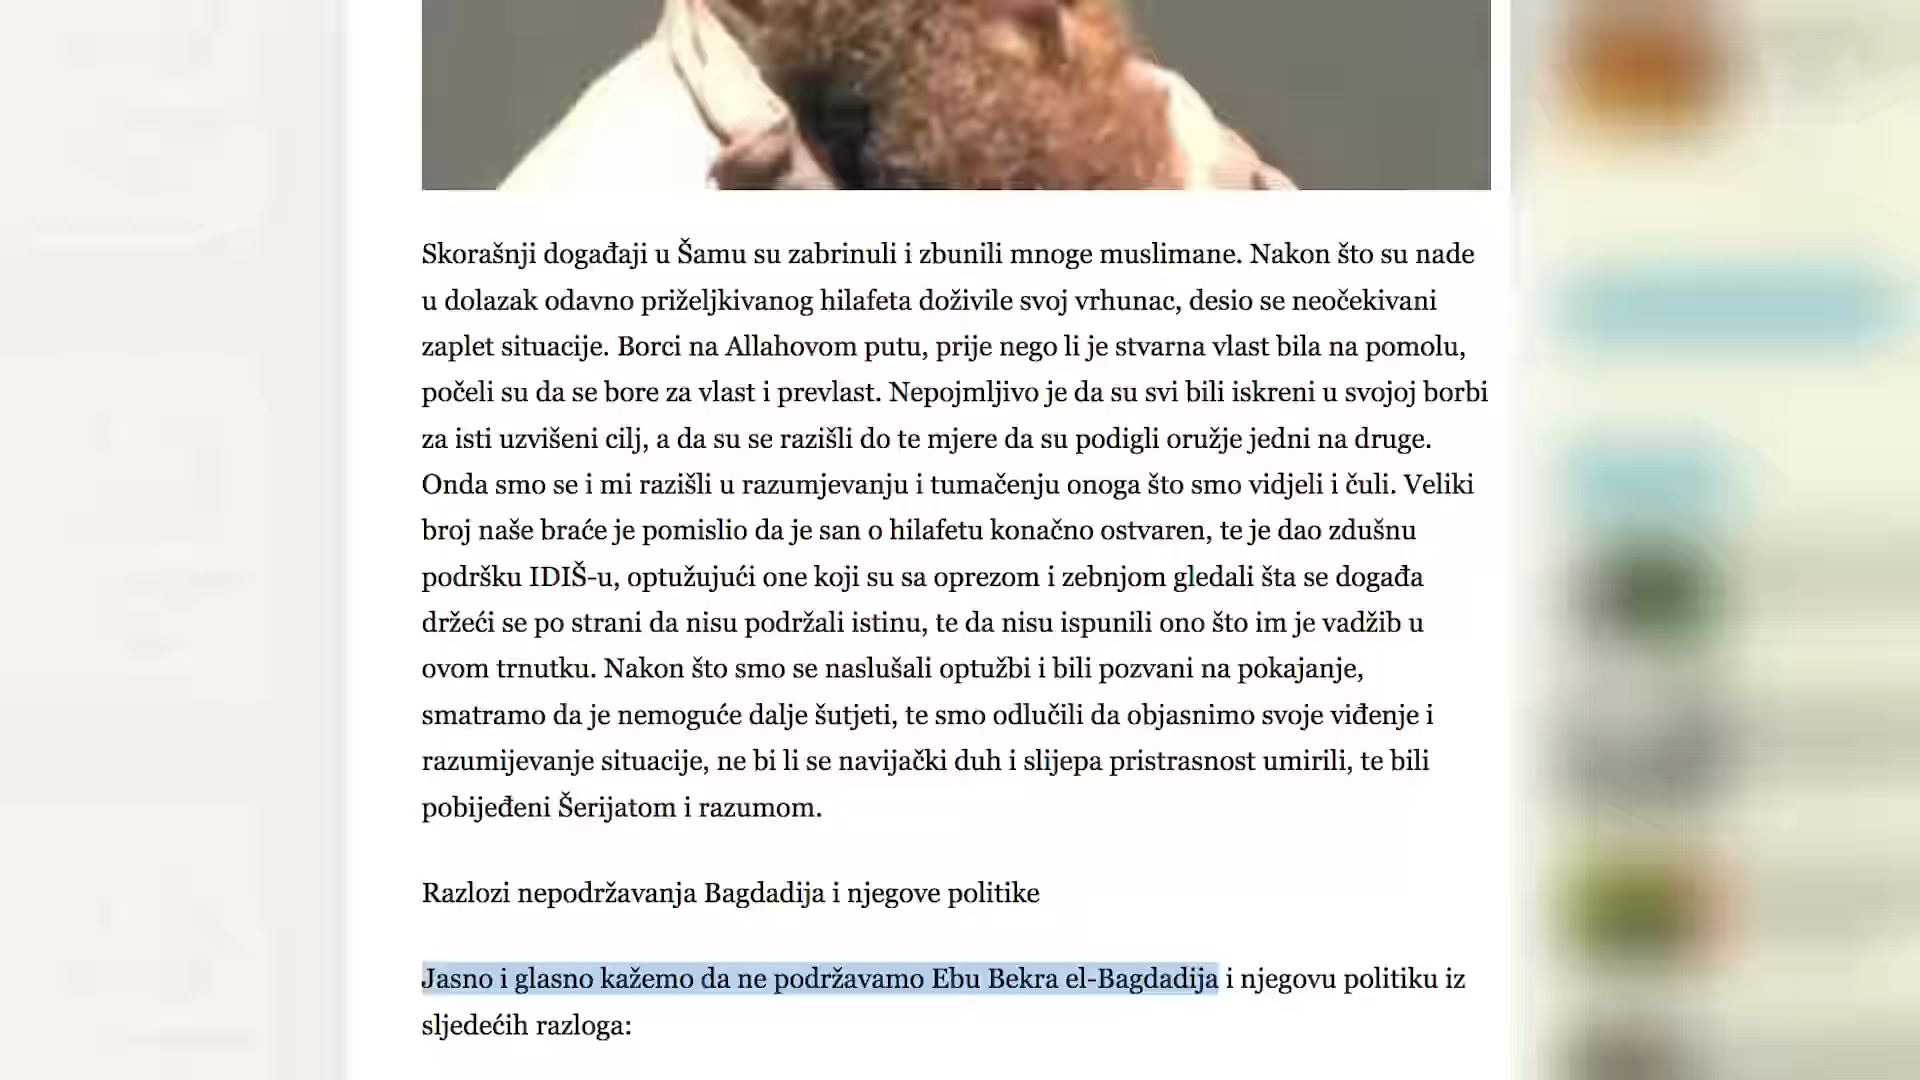 Skorašnji događaji u Šamu su zabrinuli i zbunili mnoge muslimane. Nakon što su nade
u dolazak odavno priželjkivanog hilafeta doživile svoj vrhunac, desio se neočekivani
zaplet situacije. Borci na Allahovom putu, prije nego li je stvarna vlast bila na pomolu,
počeli su da se bore za vlast i prevlast. Nepojmljivo je da su svi bili iskreni u svojoj borbi
za isti uzvišeni cilj, a da su se razišli do te mjere da su podigli oružje jedni na druge.
Onda smo se i mi razišli u razumjevanju i tumačenju onoga što smo vidjeli i čuli. Veliki
broj naše braće je pomislio da je san o hilafetu konačno ostvaren, te je dao zdušnu
podršku IDIŠ-u, optužujući one koji su sa oprezom i zebnjom gledali šta se događa
držeći se po strani da nisu podržali istinu, te da nisu ispunili ono što im je vadžib u
ovom trnutku. Nakon što smo se naslušali optužbi i bili pozvani na pokajanje,
smatramo da je nemoguće dalje šutjeti, te smo odlučili da objasnimo svoje viđenje i
razumijevanje situacije, ne bi li se navijački duh i slijepa pristrasnost umirili, te bili
pobijeđeni Šerijatom i razumom.
Razlozi nepodržavanja Bagdadija i njegove politike
Jasno i glasno kažemo da ne podržavamo Ebu Bekra el-Bagdadija i njegovu politiku iz
sljedećih razloga: